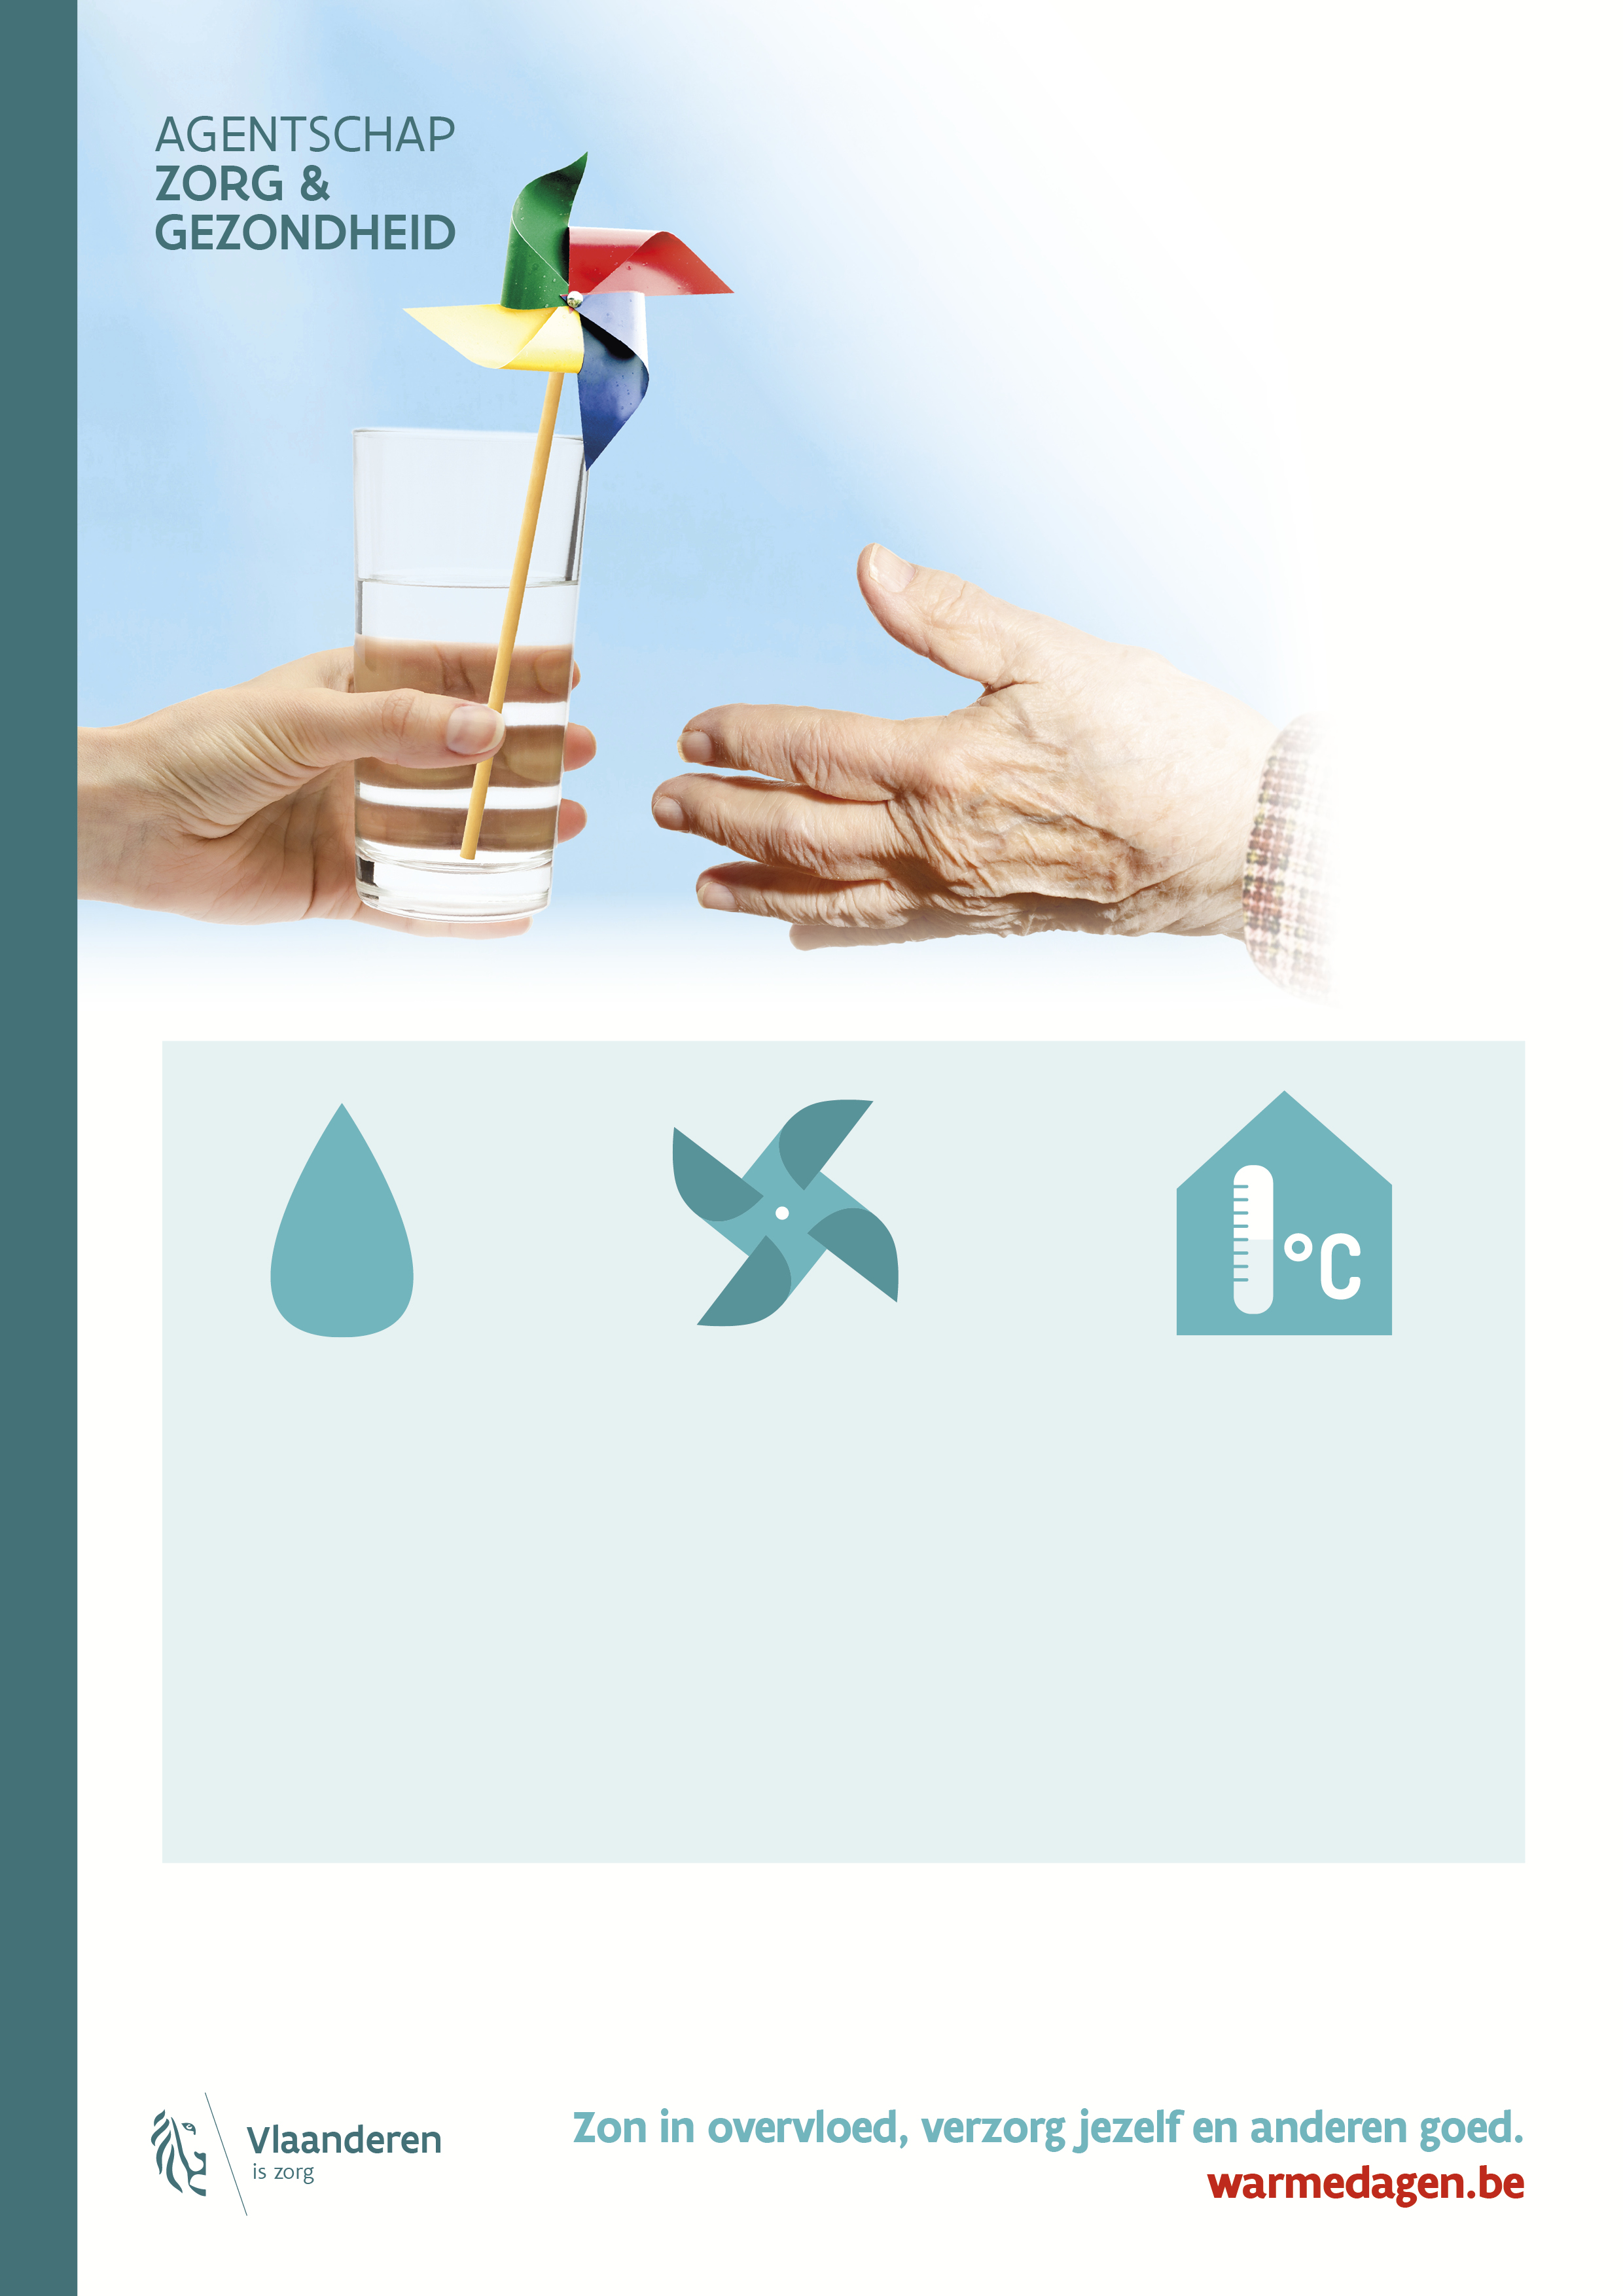 AGENTSCHAP
ZORG &
GEZONDHEID
°C
Vlaanderen
is zorg
Zon in overvloed, verzorg jezelf en anderen goed.
warmedagen.be